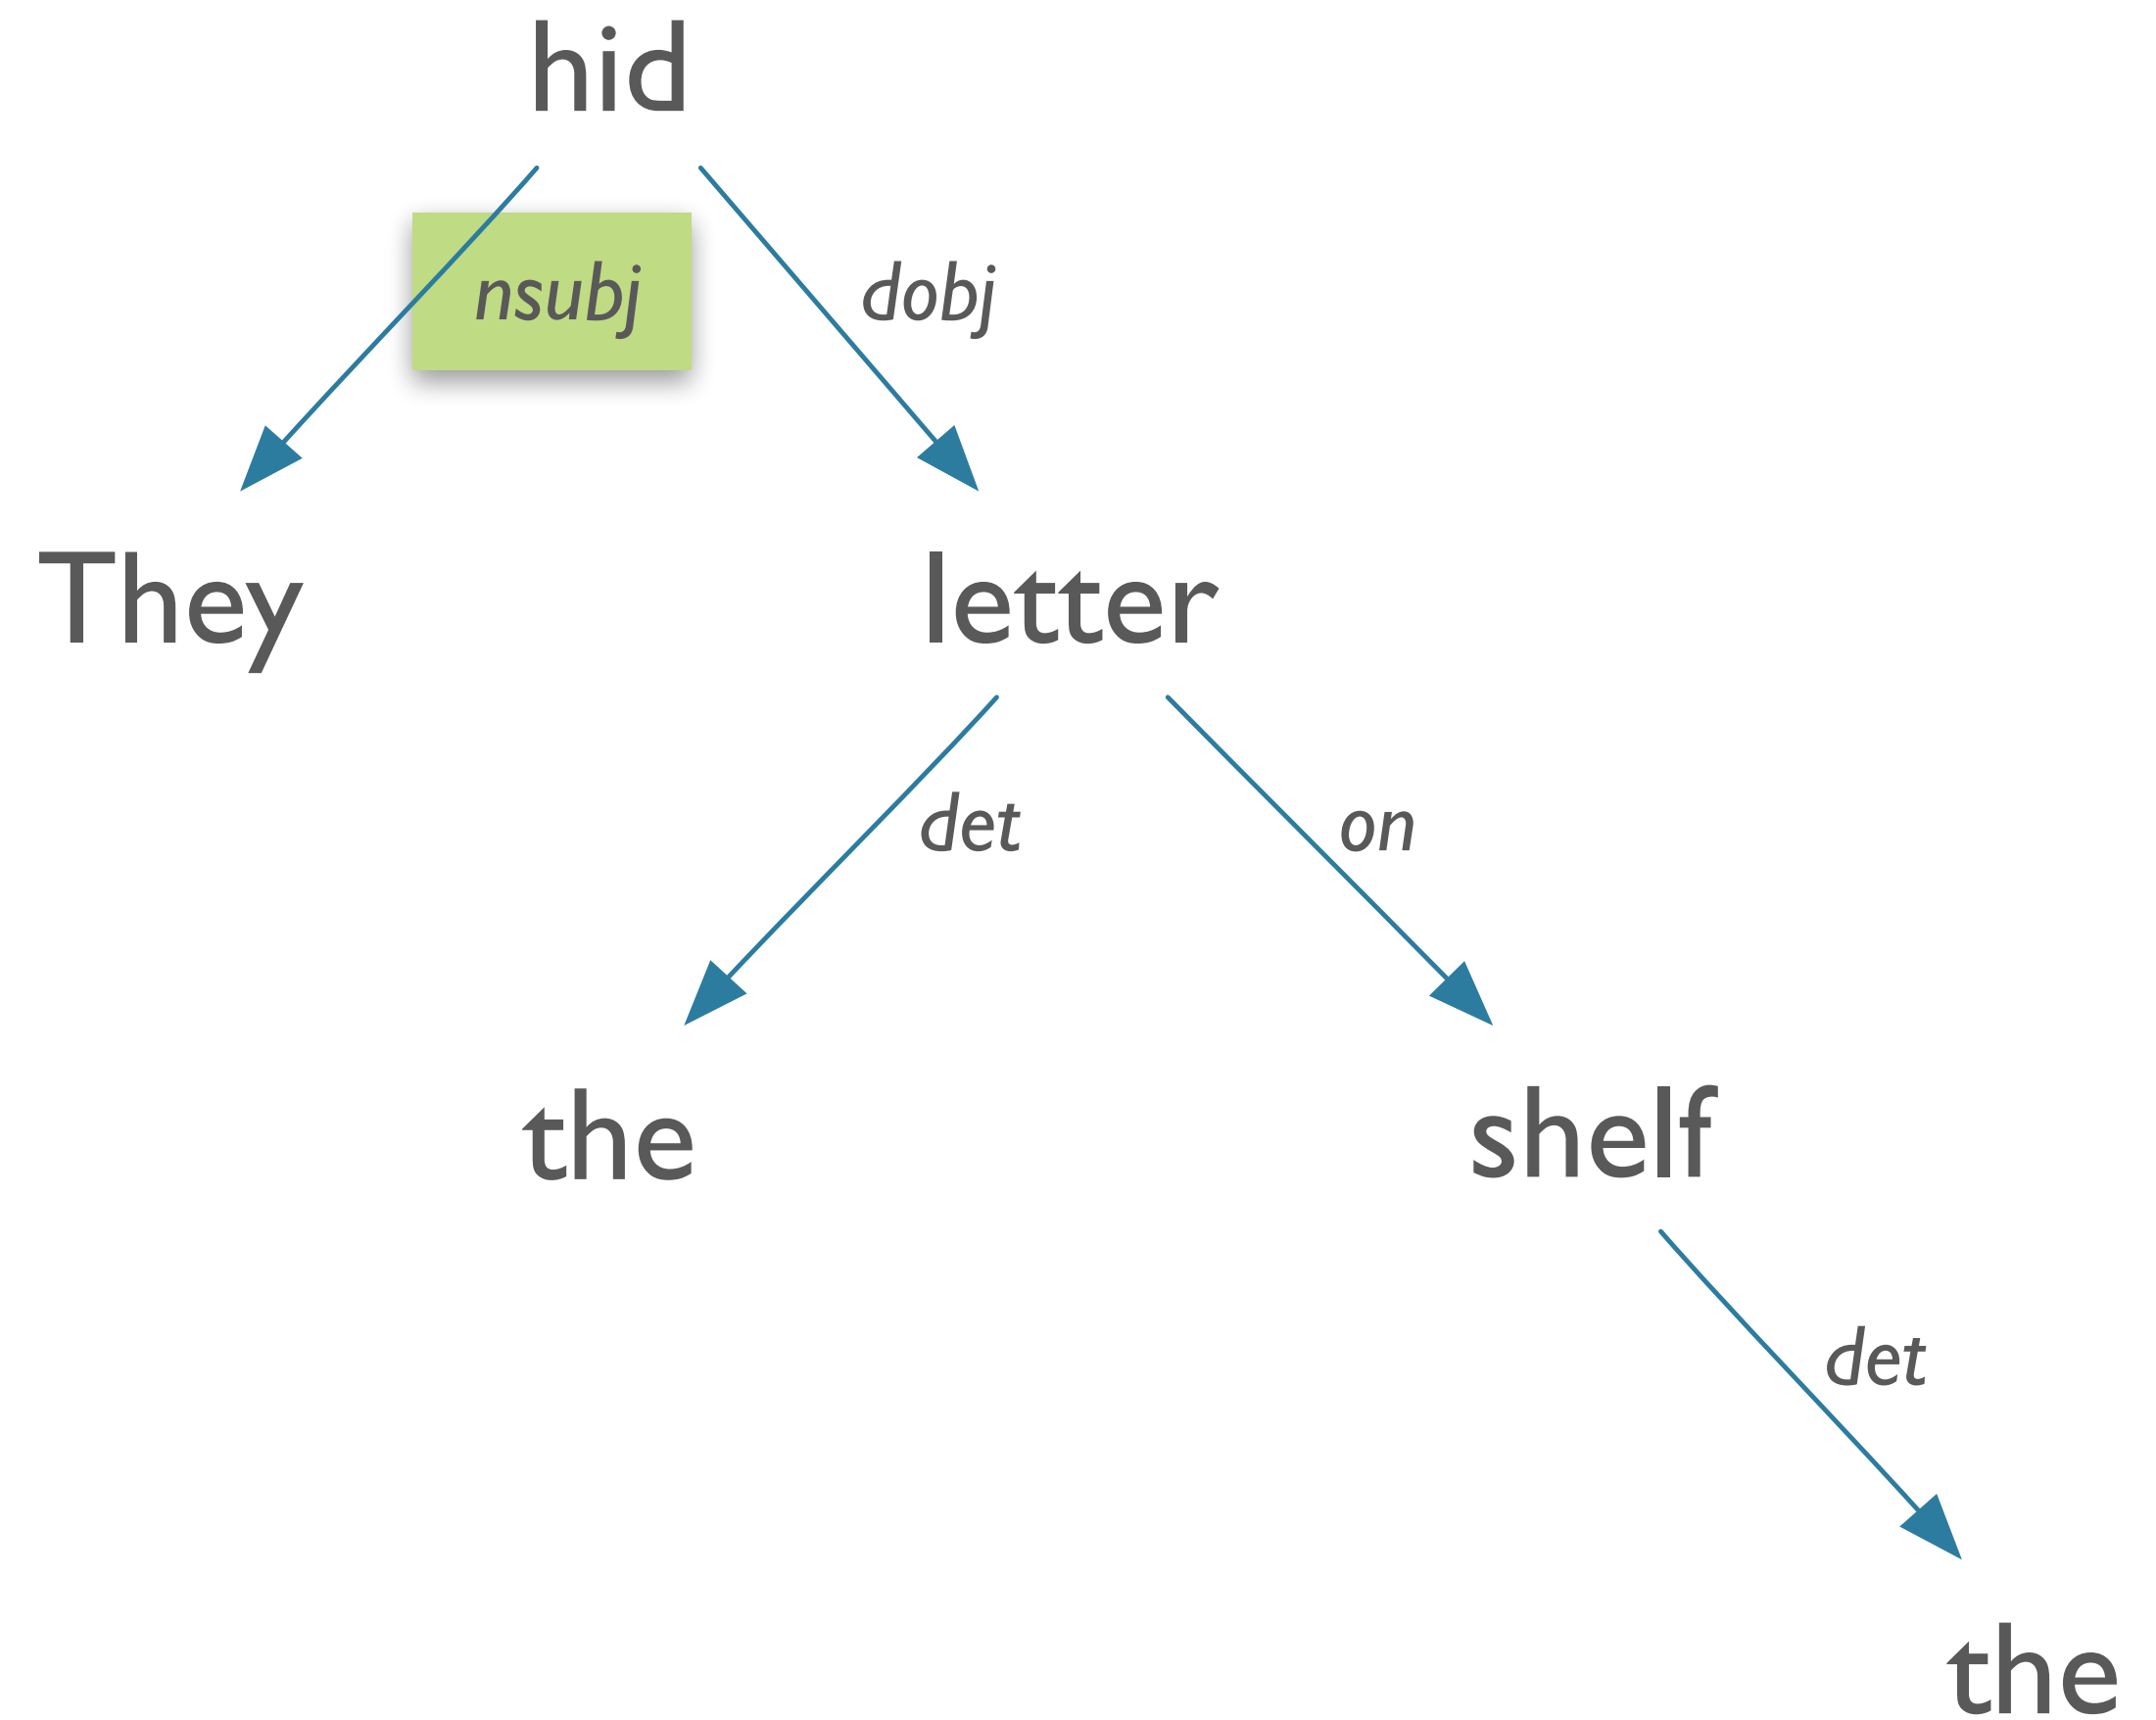 hid
nsubj
dobj
They
letter
det
on
the
shelf
det
the